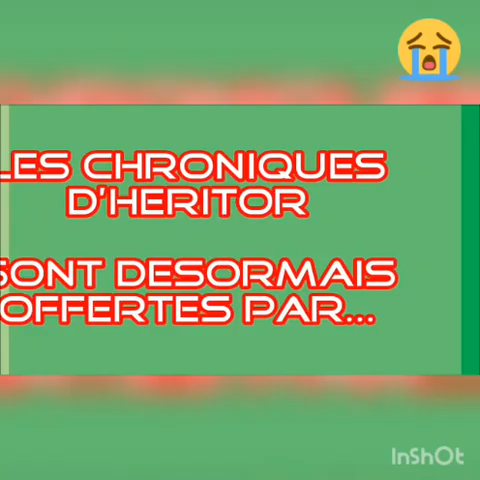 LES CHRONIQUES
D'HERITOR
SONT DESORMAIS
OFFERTES PAR...
InShOt